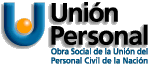 Unión
Personal
Obra Social de la Unión del
Personal Civil de la Nación